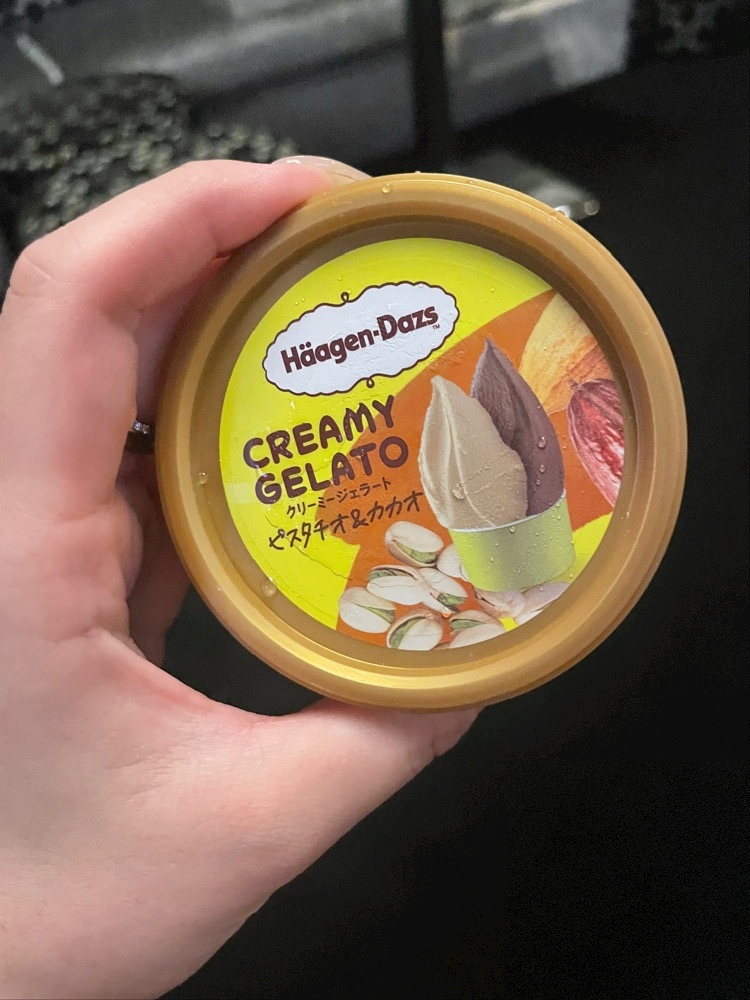 Häagen-Dazs™
CREAMY
GELATO
クリーミージェラート
ピスタチオ&カカオ